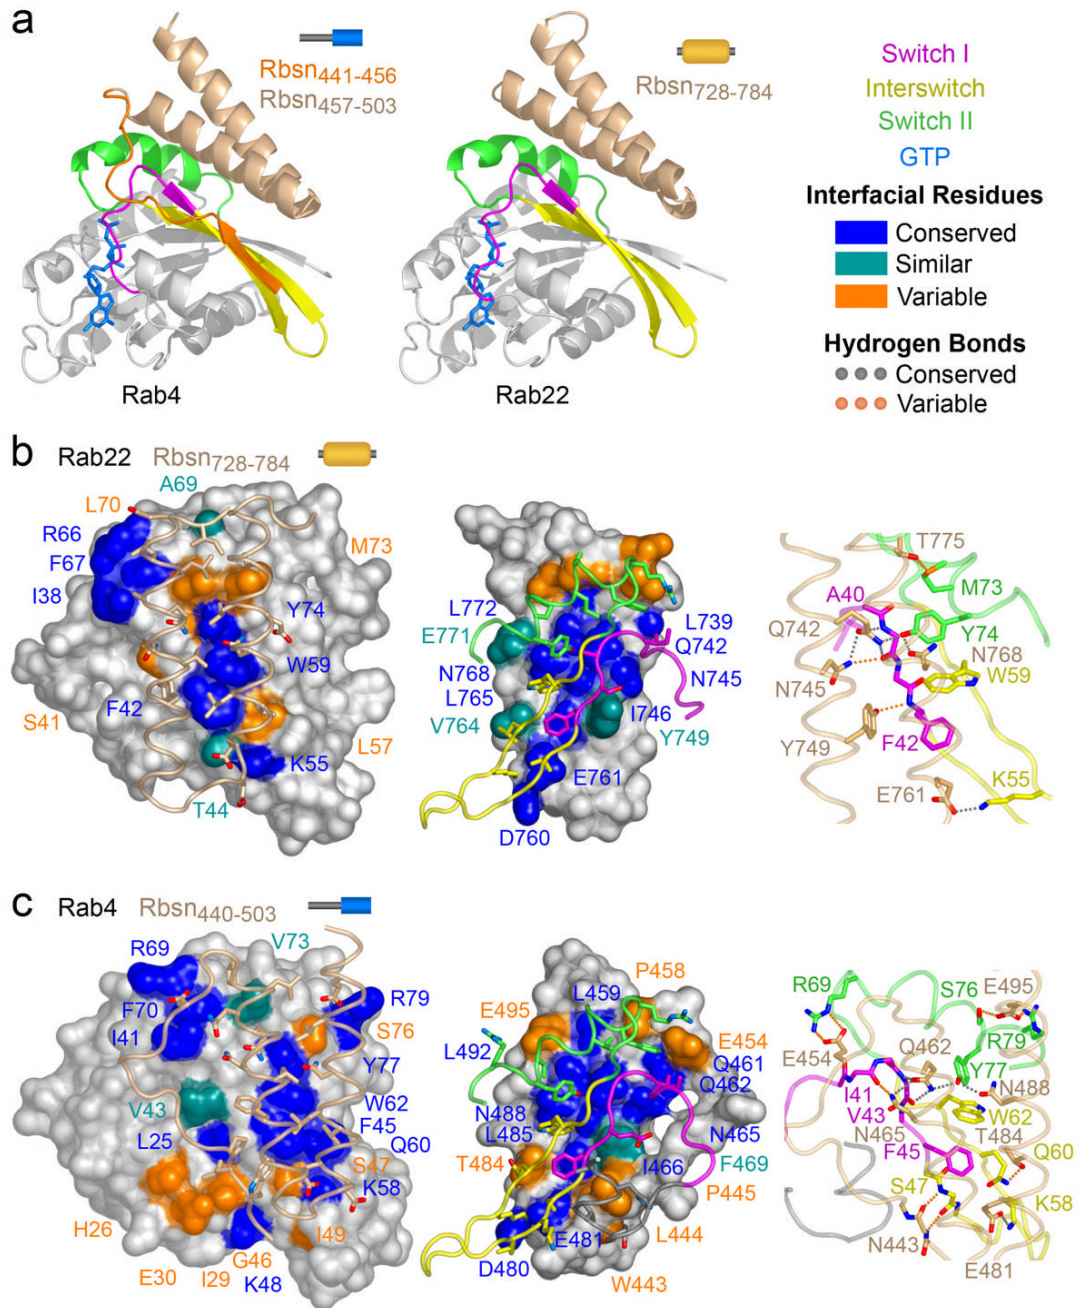 a
Rbsn441-456
Rbsn457-503
Rab4
Rbsn728-784
Rab22
Switch I
Interswitch
Switch II
GTP
Interfacial Residues
Conserved
Similar
Variable
Hydrogen Bonds
Conserved
Variable
b
Rab22 Rbsn728-784
A69
L70
R66
F67
I38
M73
Y74
W59
F42
S41
L57
K55
T44
L772
E771
N768
L765
V764
L739
Q742
N745
I746
Y749
E761
D760
T775
A40
M73
Q742
Y74
N768
N745
W59
Y749
F42
E761
K55
c
Rab4 Rbsn440-503
V73
R69
F70
I41
R79
S76
Y77
V43
W62
L25
F45
Q60
S47
K58
H26
I49
G46
E30
I29
K48
P458
L459
E495
E454
L492
Q461
Q462
N488
L485
N465
T484
I466
F469
P445
L444
E481
D480
W443
R69
S76
E495
R79
E454
Q462
Y77
I41
N488
V43
W62
N465
T484
F45
Q60
S47
K58
N443
E481